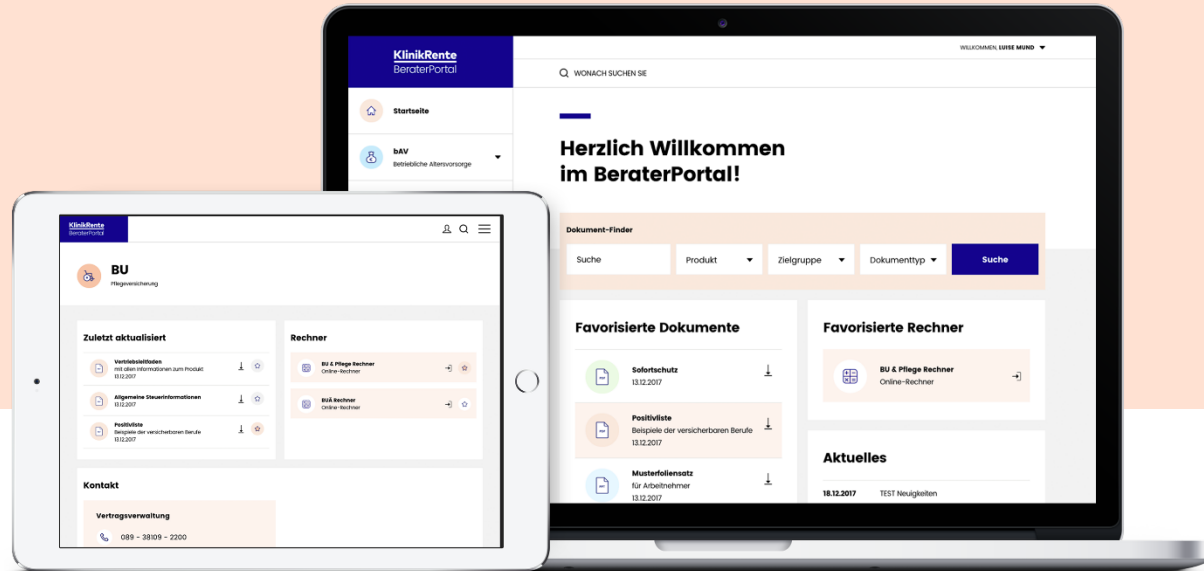 KlinikRente
BeraterPortal
WILLKOMMEN, LUISE MUND
WONACH SUCHEN SIE
Startseite
bAV
Betriebliche Altersvorsorge
Herzlich Willkommen
im BeraterPortal!
Dokument-Finder
Suche
Produkt
Zielgruppe
Dokumenttyp
Suche
Favorisierte Dokumente
Sofortschutz
13.12.2017
Positivliste
Beispiele der versicherbaren Berufe
13.12.2017
Musterfoliensatz
für Arbeitnehmer
13.12.2017
Favorisierte Rechner
BU & Pflege Rechner
Online-Rechner
Aktuelles
18.12.2017 TEST Neuigkeiten
KlinikRente
BeraterPortal
BU
Pflegeversicherung
Zuletzt aktualisiert
Vertriebsleitfaden
mit allen Informationen zum Produkt
13.12.2017
Allgemeine Steuerinformationen
13.12.2017
Positivliste
Beispiele der versicherbaren Berufe
13.12.2017
Rechner
BU & Pflege Rechner
Online-Rechner
BUÄ Rechner
Online-Rechner
Kontakt
Vertragsverwaltung
089 - 38109 - 2200